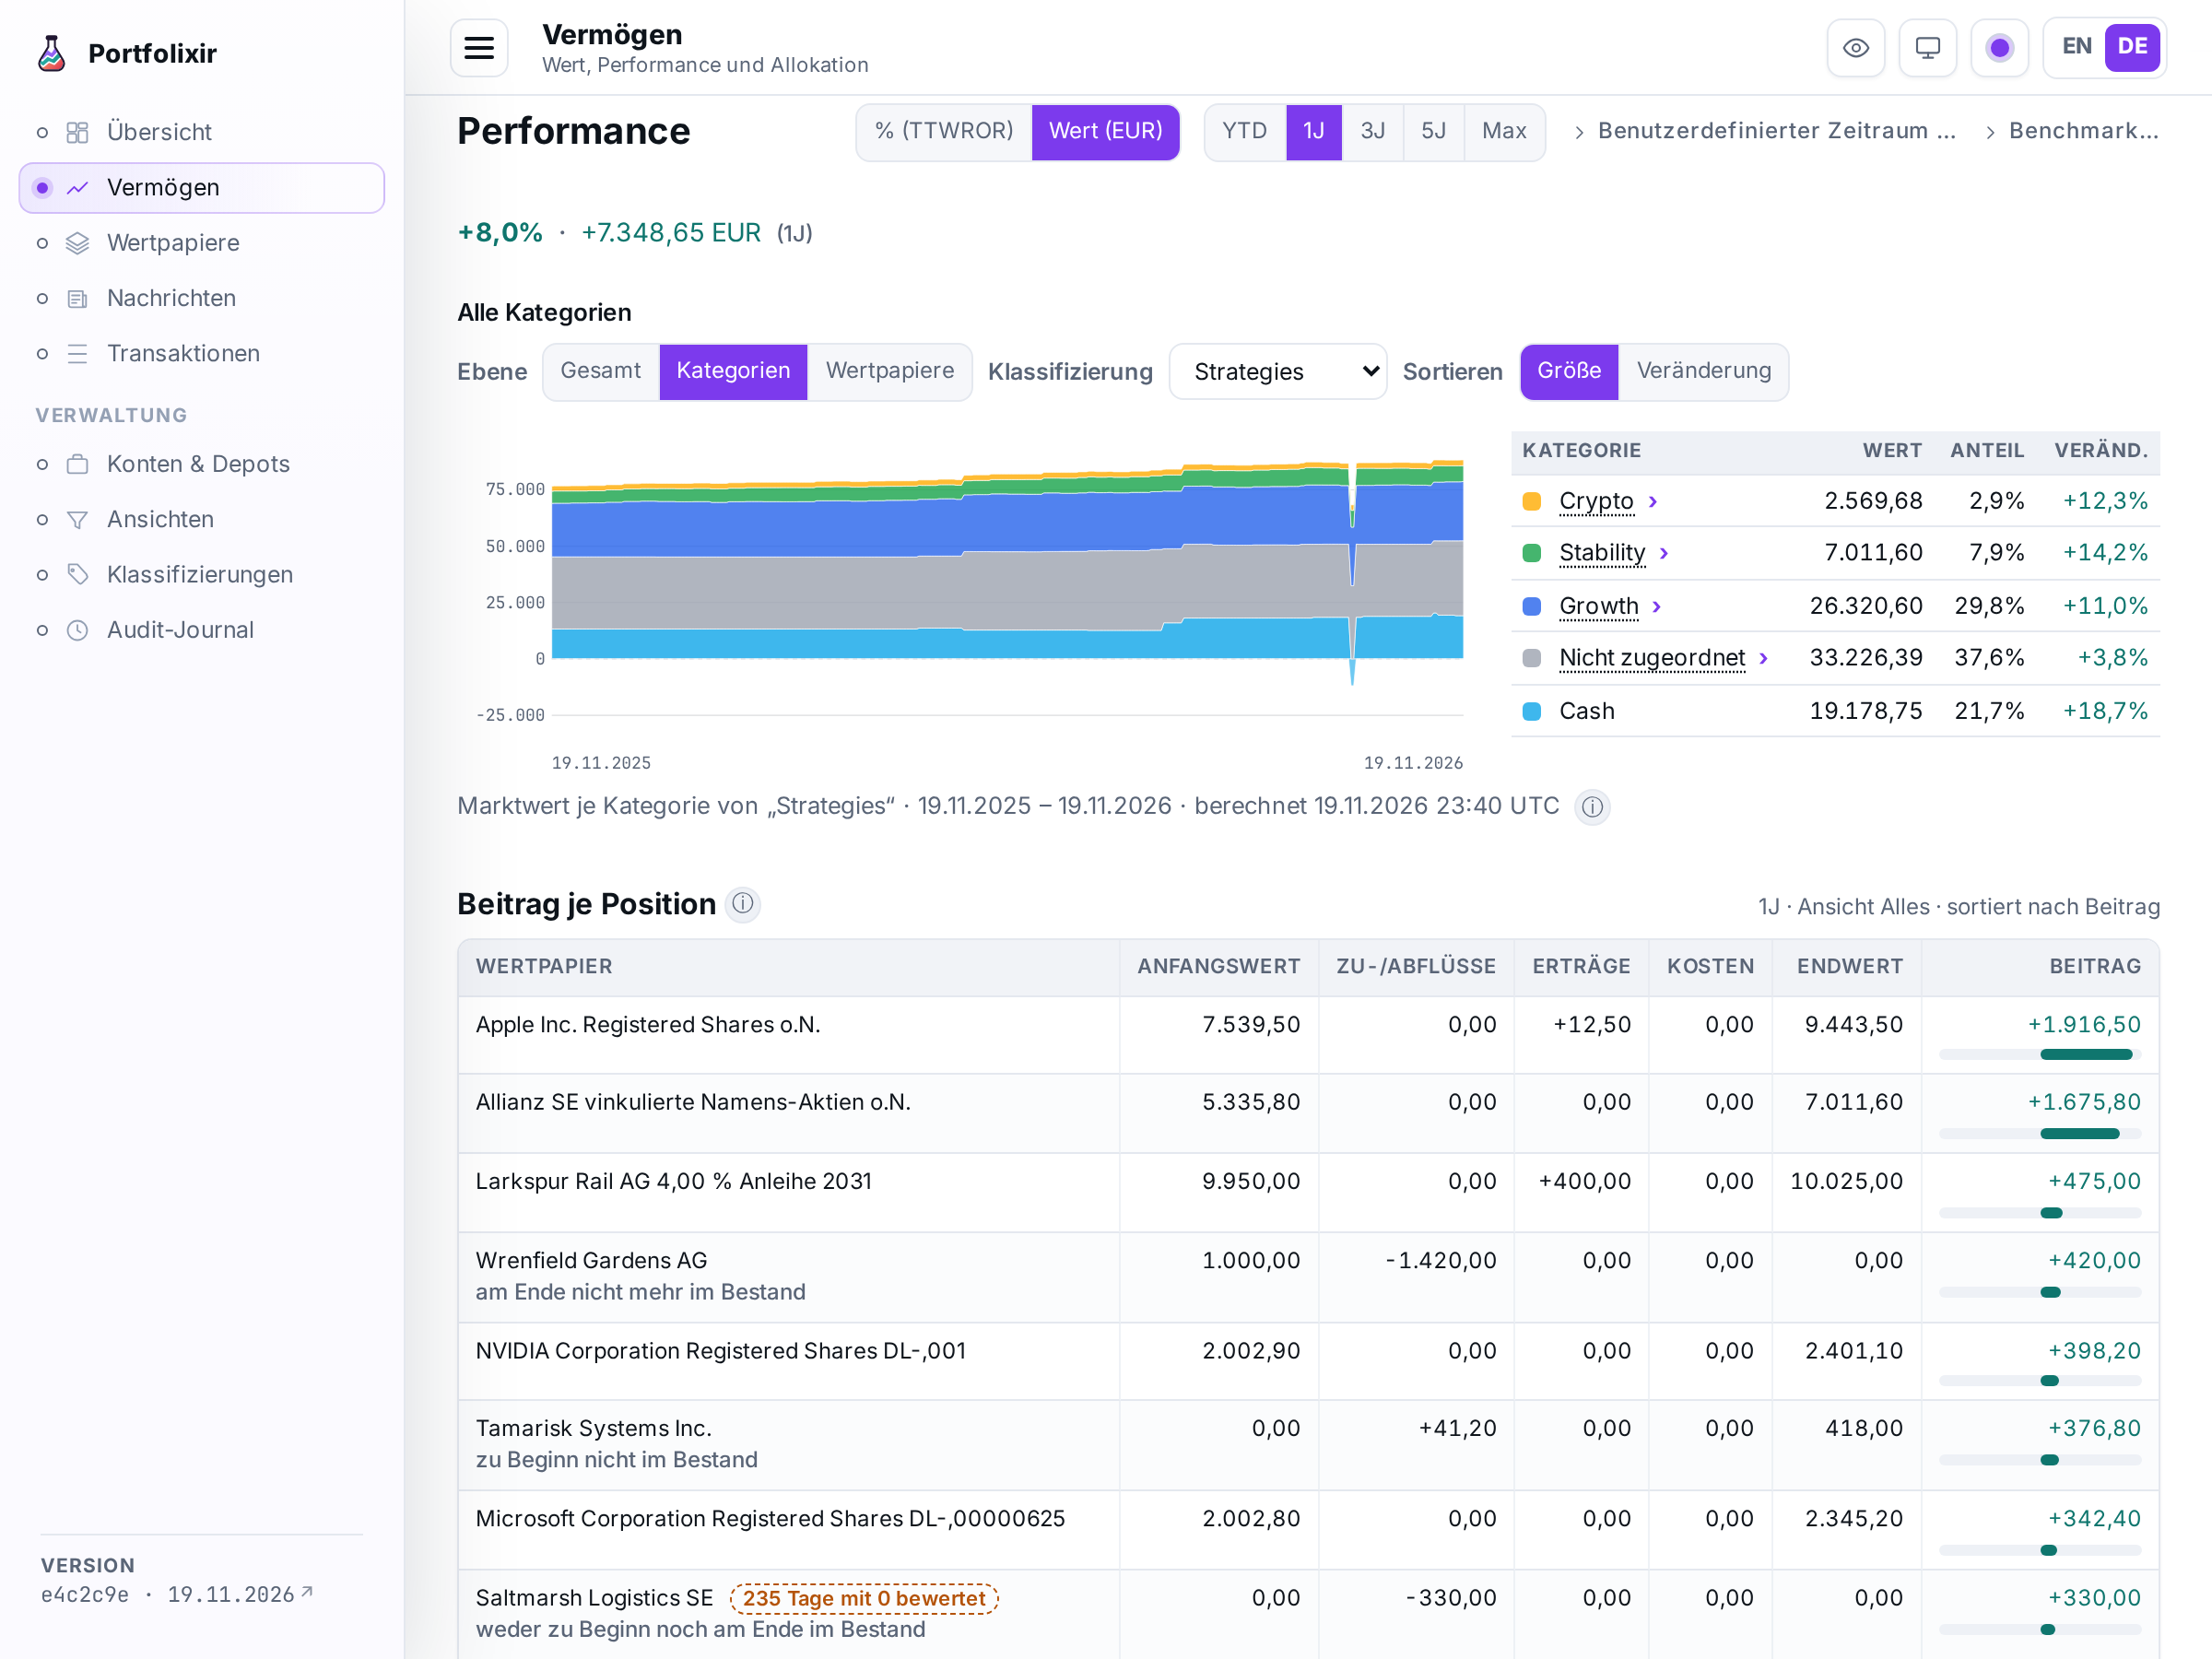 Portfolixir
Übersicht
Vermögen
Wertpapiere
Nachrichten
Transaktionen
VERWALTUNG
Konten & Depots
Ansichten
Klassifizierungen
Audit-Journal
VERSION
e4c2c9e · 19.11.2026
Vermögen
Wert, Performance und Allokation
EN DE
Performance
% (TTWROR) Wert (EUR) YTD 1J 3J 5J Max Benutzerdefinierter Zeitraum ... Benchmark...
+8,0% · +7.348,65 EUR (1J)
Alle Kategorien
Ebene Gesamt Kategorien Wertpapiere Klassifizierung Strategies Sortieren Größe Veränderung
75.000
50.000
25.000
0
-25.000
19.11.2025 19.11.2026
KATEGORIE WERT ANTEIL VERÄND.
Crypto › 2.569,68 2,9% +12,3%
Stability › 7.011,60 7,9% +14,2%
Growth › 26.320,60 29,8% +11,0%
Nicht zugeordnet › 33.226,39 37,6% +3,8%
Cash 19.178,75 21,7% +18,7%
Marktwert je Kategorie von „Strategies“ · 19.11.2025 – 19.11.2026 · berechnet 19.11.2026 23:40 UTC ⓘ
Beitrag je Position ⓘ
1J · Ansicht Alles · sortiert nach Beitrag
WERTPAPIER ANFANGSWERT ZU-/ABFLÜSSE ERTRÄGE KOSTEN ENDWERT BEITRAG
Apple Inc. Registered Shares o.N. 7.539,50 0,00 +12,50 0,00 9.443,50 +1.916,50
Allianz SE vinkulierte Namens-Aktien o.N. 5.335,80 0,00 0,00 0,00 7.011,60 +1.675,80
Larkspur Rail AG 4,00 % Anleihe 2031 9.950,00 0,00 +400,00 0,00 10.025,00 +475,00
Wrenfield Gardens AG 1.000,00 -1.420,00 0,00 0,00 0,00 +420,00
am Ende nicht mehr im Bestand
NVIDIA Corporation Registered Shares DL-,001 2.002,90 0,00 0,00 0,00 2.401,10 +398,20
Tamarisk Systems Inc. 0,00 +41,20 0,00 0,00 418,00 +376,80
zu Beginn nicht im Bestand
Microsoft Corporation Registered Shares DL-,00000625 2.002,80 0,00 0,00 0,00 2.345,20 +342,40
Saltmarsh Logistics SE 235 Tage mit 0 bewertet 0,00 -330,00 0,00 0,00 0,00 +330,00
weder zu Beginn noch am Ende im Bestand